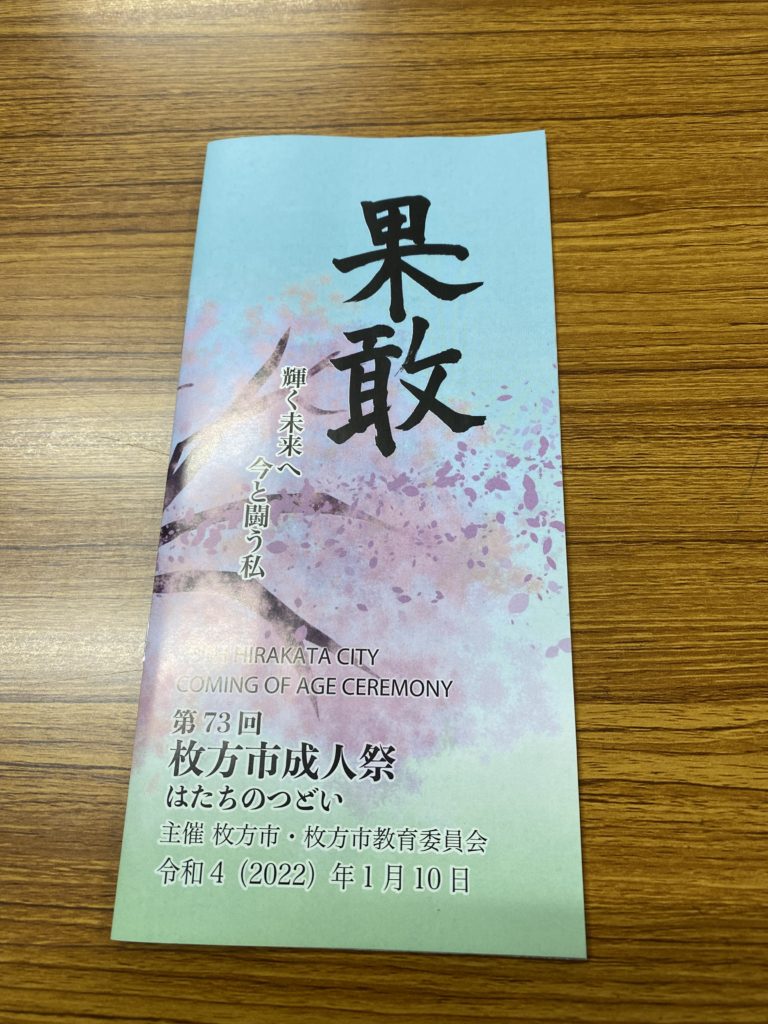 果敢
輝く未来へ
今と闘う私
HIRAKATA CITY
COMING OF AGE CEREMONY
第73回
枚方市成人祭
はたちのつどい
主催 枚方市・枚方市教育委員会
令和4（2022）年1月10日